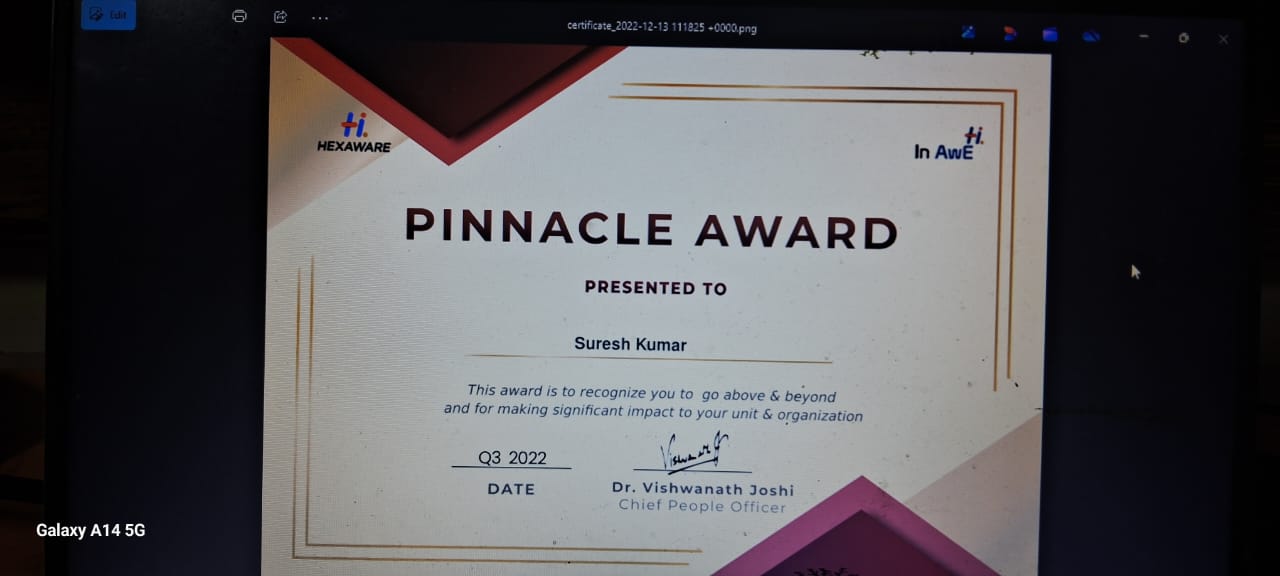 Edit
certificate_2022-12-13 111825 +0000.png
HEXAWARE
In AwE
PINNACLE AWARD
PRESENTED TO
Suresh Kumar
This award is to recognize you to go above & beyond
and for making significant impact to your unit & organization
Q3 2022
DATE
Dr. Vishwanath Joshi
Chief People Officer
Galaxy A14 5G